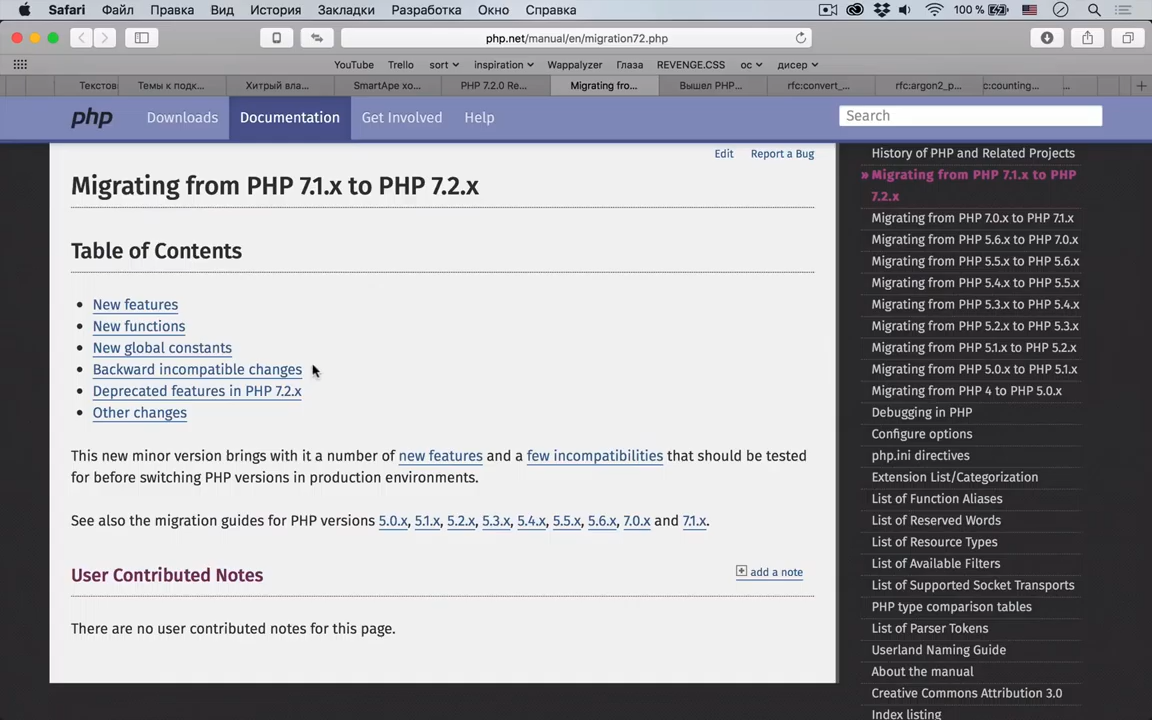 Safari Файл Правка Вид История Закладки Разработка Окно Справка 100 %
php.net/manual/en/migration72.php
YouTube Trello sort inspiration Wappalyzer Глаза REVENGE.CSS ос дисер
Текстов Темы к подк... Хитрый вла... SmartApe хо... PHP 7.2.0 Re... Migrating fro... Вышел PHP... rfc:convert_... rfc:argon2_p... c:counting... ...
php Downloads Documentation Get Involved Help Search
Edit Report a Bug
Migrating from PHP 7.1.x to PHP 7.2.x
Table of Contents
New features
New functions
New global constants
Backward incompatible changes
Deprecated features in PHP 7.2.x
Other changes
This new minor version brings with it a number of new features and a few incompatibilities that should be tested
for before switching PHP versions in production environments.
See also the migration guides for PHP versions 5.0.x, 5.1.x, 5.2.x, 5.3.x, 5.4.x, 5.5.x, 5.6.x, 7.0.x and 7.1.x.
User Contributed Notes
add a note
There are no user contributed notes for this page.
History of PHP and Related Projects
» Migrating from PHP 7.1.x to PHP
7.2.x
Migrating from PHP 7.0.x to PHP 7.1.x
Migrating from PHP 5.6.x to PHP 7.0.x
Migrating from PHP 5.5.x to PHP 5.6.x
Migrating from PHP 5.4.x to PHP 5.5.x
Migrating from PHP 5.3.x to PHP 5.4.x
Migrating from PHP 5.2.x to PHP 5.3.x
Migrating from PHP 5.1.x to PHP 5.2.x
Migrating from PHP 5.0.x to PHP 5.1.x
Migrating from PHP 4 to PHP 5.0.x
Debugging in PHP
Configure options
php.ini directives
Extension List/Categorization
List of Function Aliases
List of Reserved Words
List of Resource Types
List of Available Filters
List of Supported Socket Transports
PHP type comparison tables
List of Parser Tokens
Userland Naming Guide
About the manual
Creative Commons Attribution 3.0
Index listing